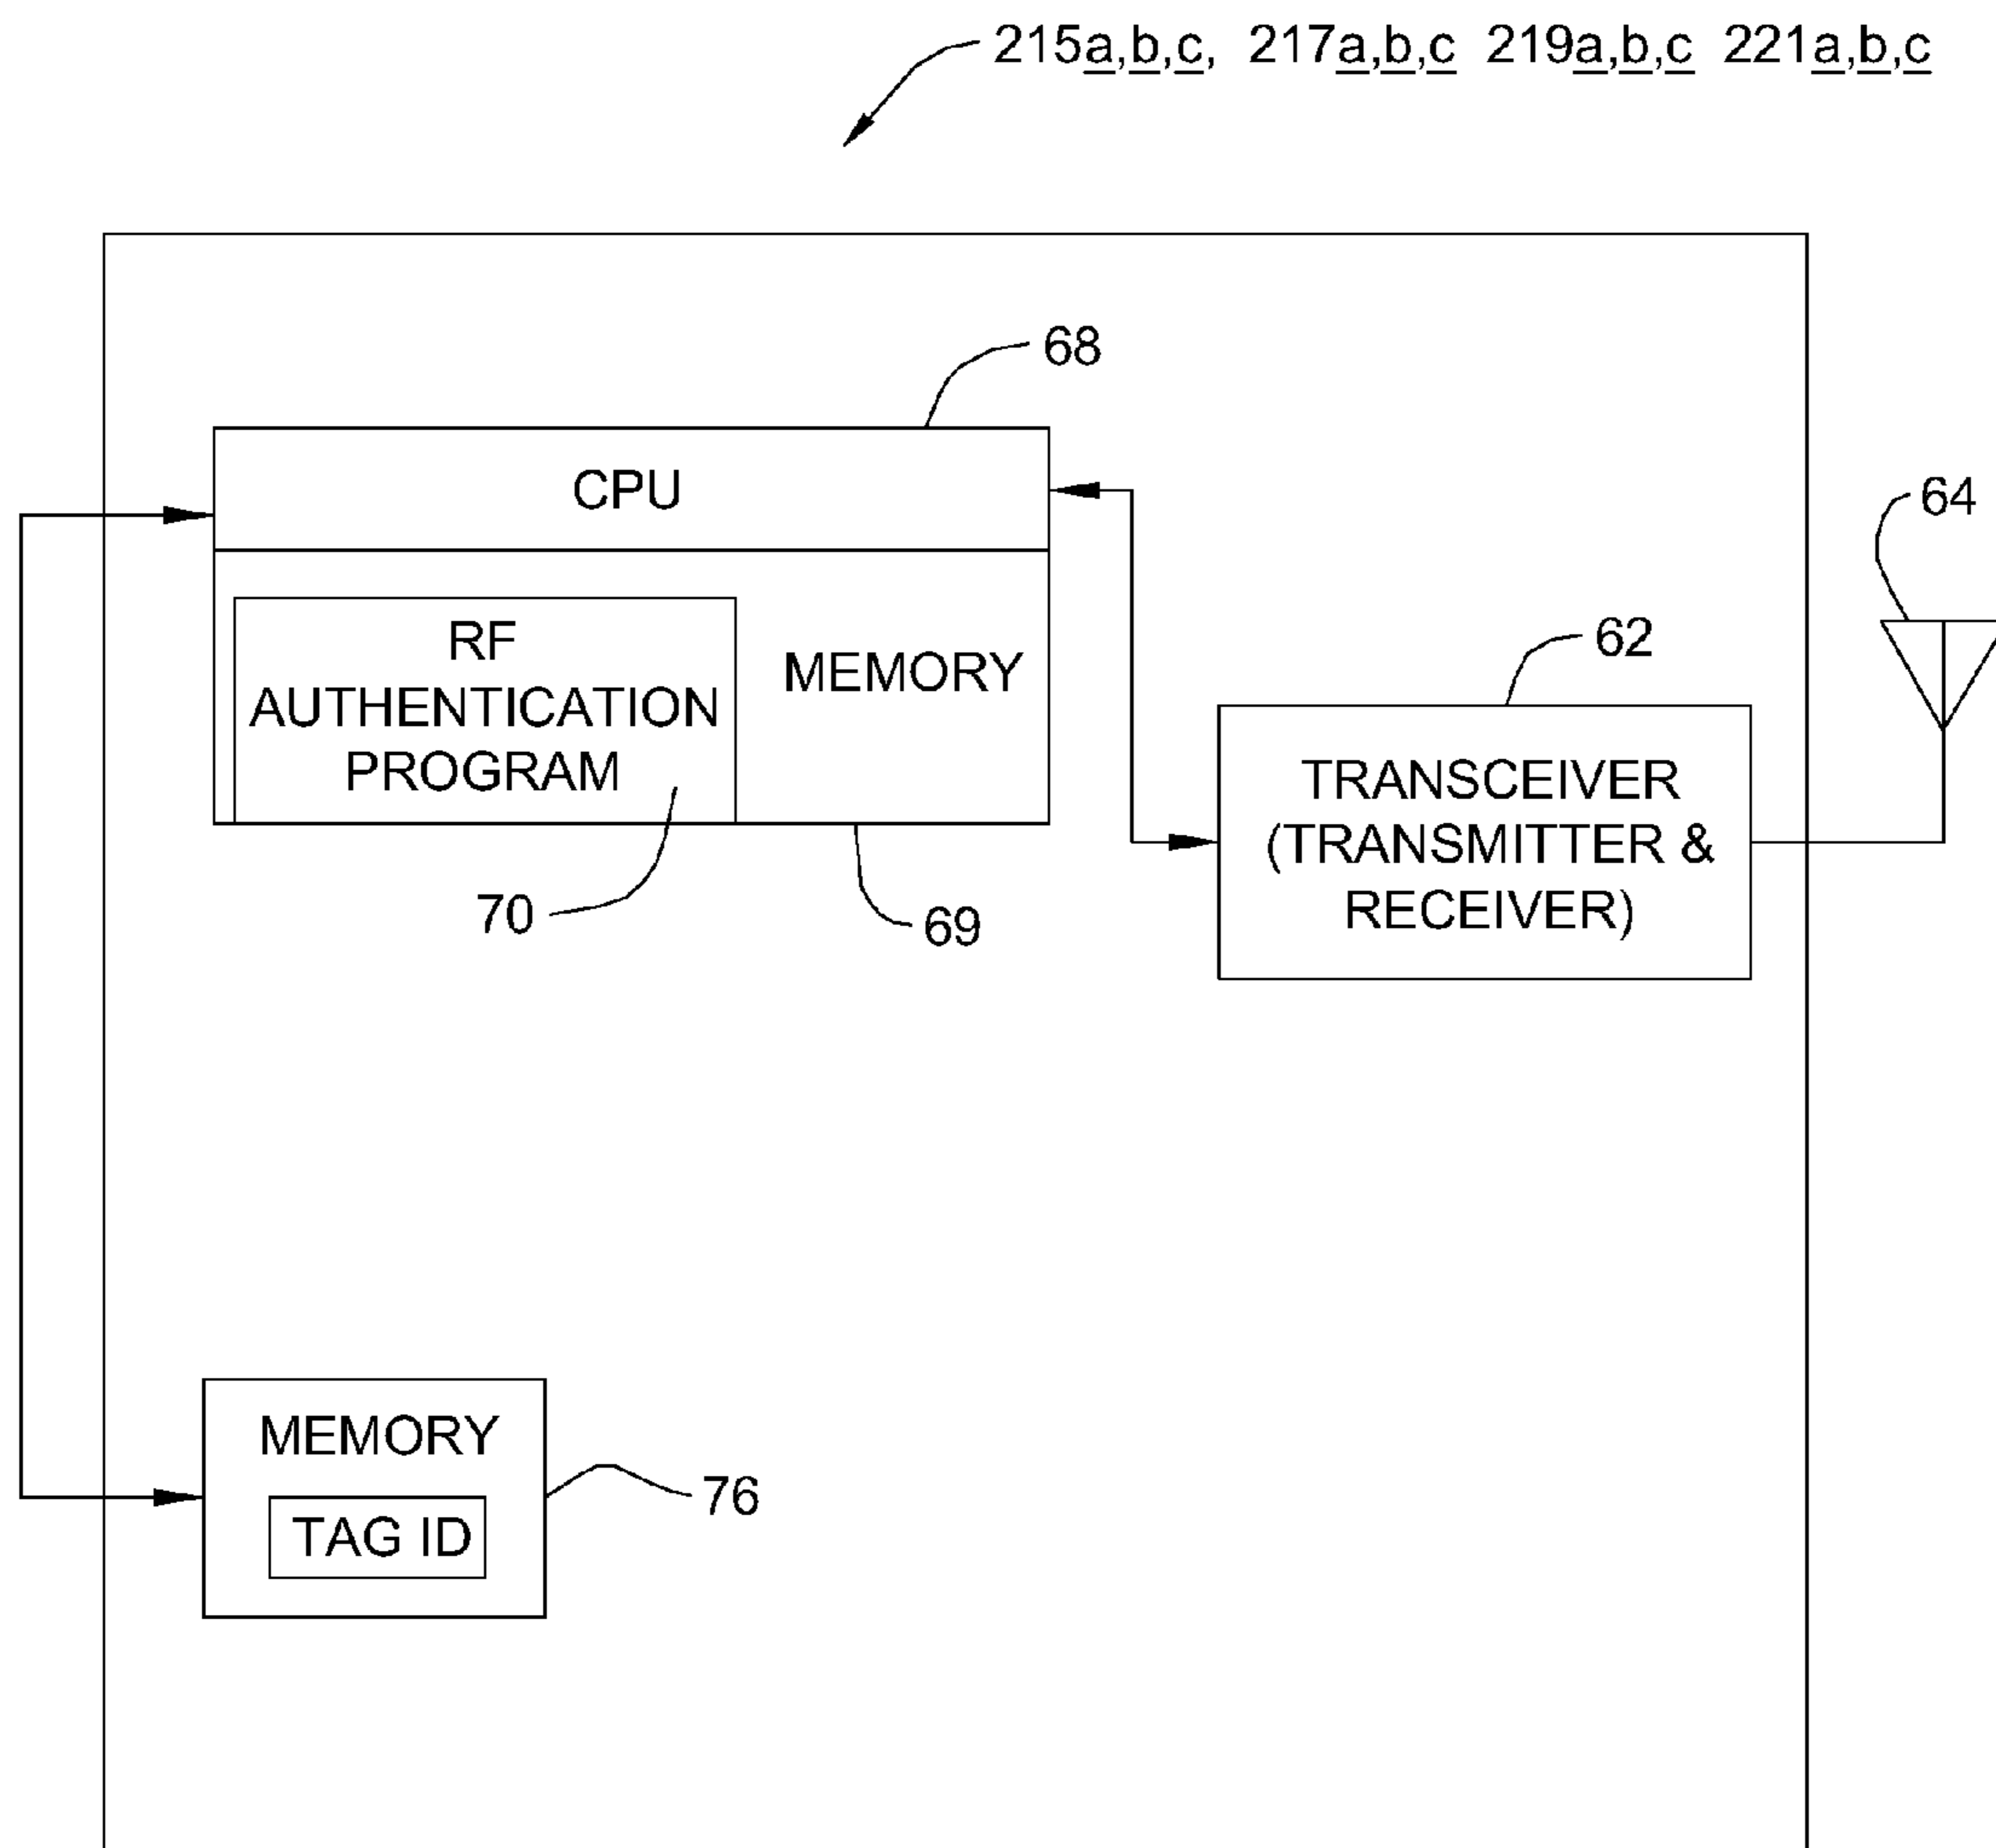 215a,b,c, 217a,b,c 219a,b,c 221a,b,c
68
CPU
64
RF
AUTHENTICATION
PROGRAM
MEMORY
62
TRANSCEIVER
(TRANSMITTER &
RECEIVER)
70
69
MEMORY
TAG ID
76